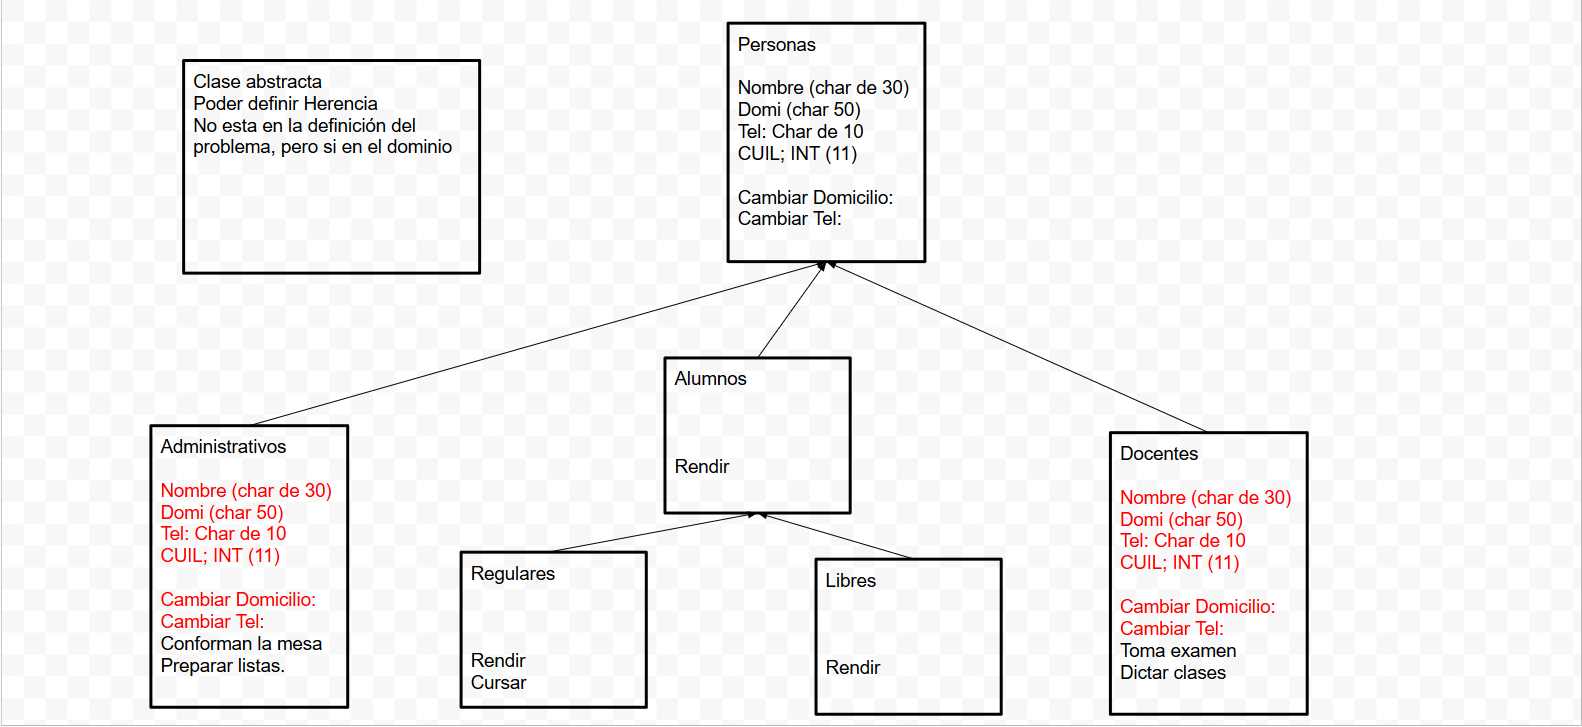 Clase abstracta
Poder definir Herencia
No esta en la definición del
problema, pero si en el dominio
Personas
Nombre (char de 30)
Domi (char 50)
Tel: Char de 10
CUIL; INT (11)
Cambiar Domicilio:
Cambiar Tel:
Administrativos
Nombre (char de 30)
Domi (char 50)
Tel: Char de 10
CUIL; INT (11)
Cambiar Domicilio:
Cambiar Tel:
Conforman la mesa
Preparar listas.
Alumnos
Rendir
Regulares
Rendir
Cursar
Libres
Rendir
Docentes
Nombre (char de 30)
Domi (char 50)
Tel: Char de 10
CUIL; INT (11)
Cambiar Domicilio:
Cambiar Tel:
Toma examen
Dictar clases